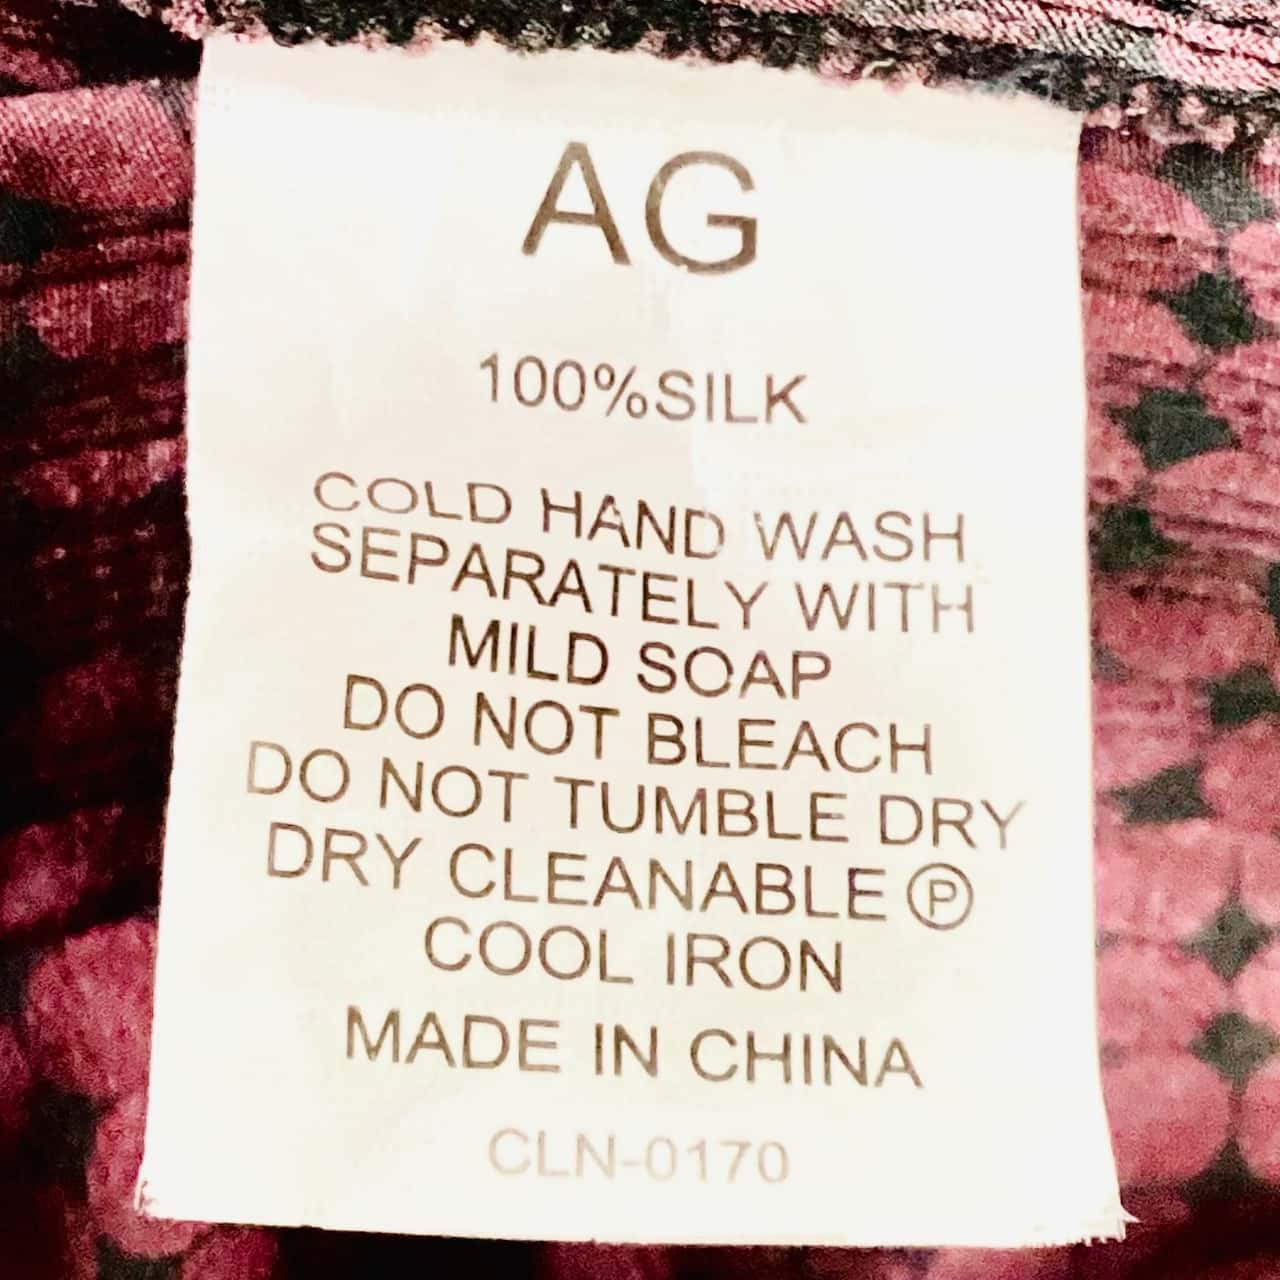 AG
100%SILK
COLD HAND WASH
SEPARATELY WITH
MILD SOAP
DO NOT BLEACH
DO NOT TUMBLE DRY
DRY CLEANABLE Ⓟ
COOL IRON
MADE IN CHINA
CLN-0170